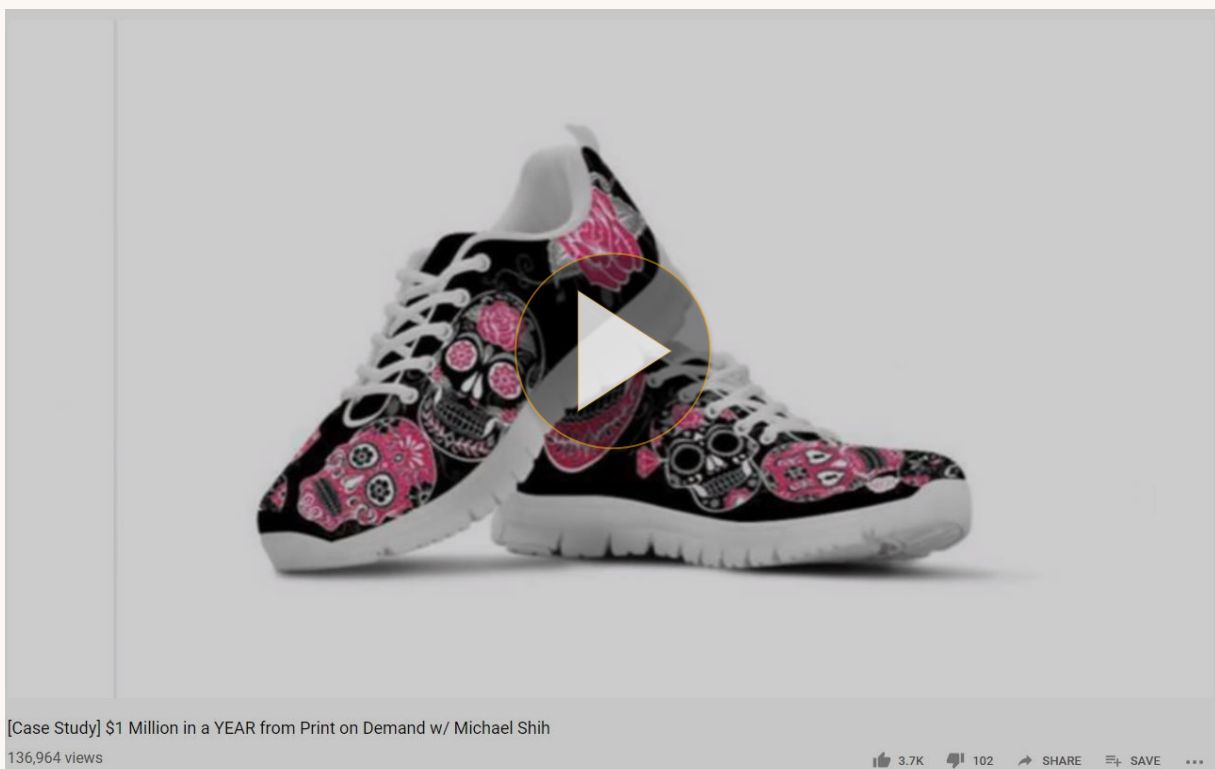 [Case Study] $1 Million in a YEAR from Print on Demand w/ Michael Shih
136,964 views
3.7K 102 SHARE SAVE